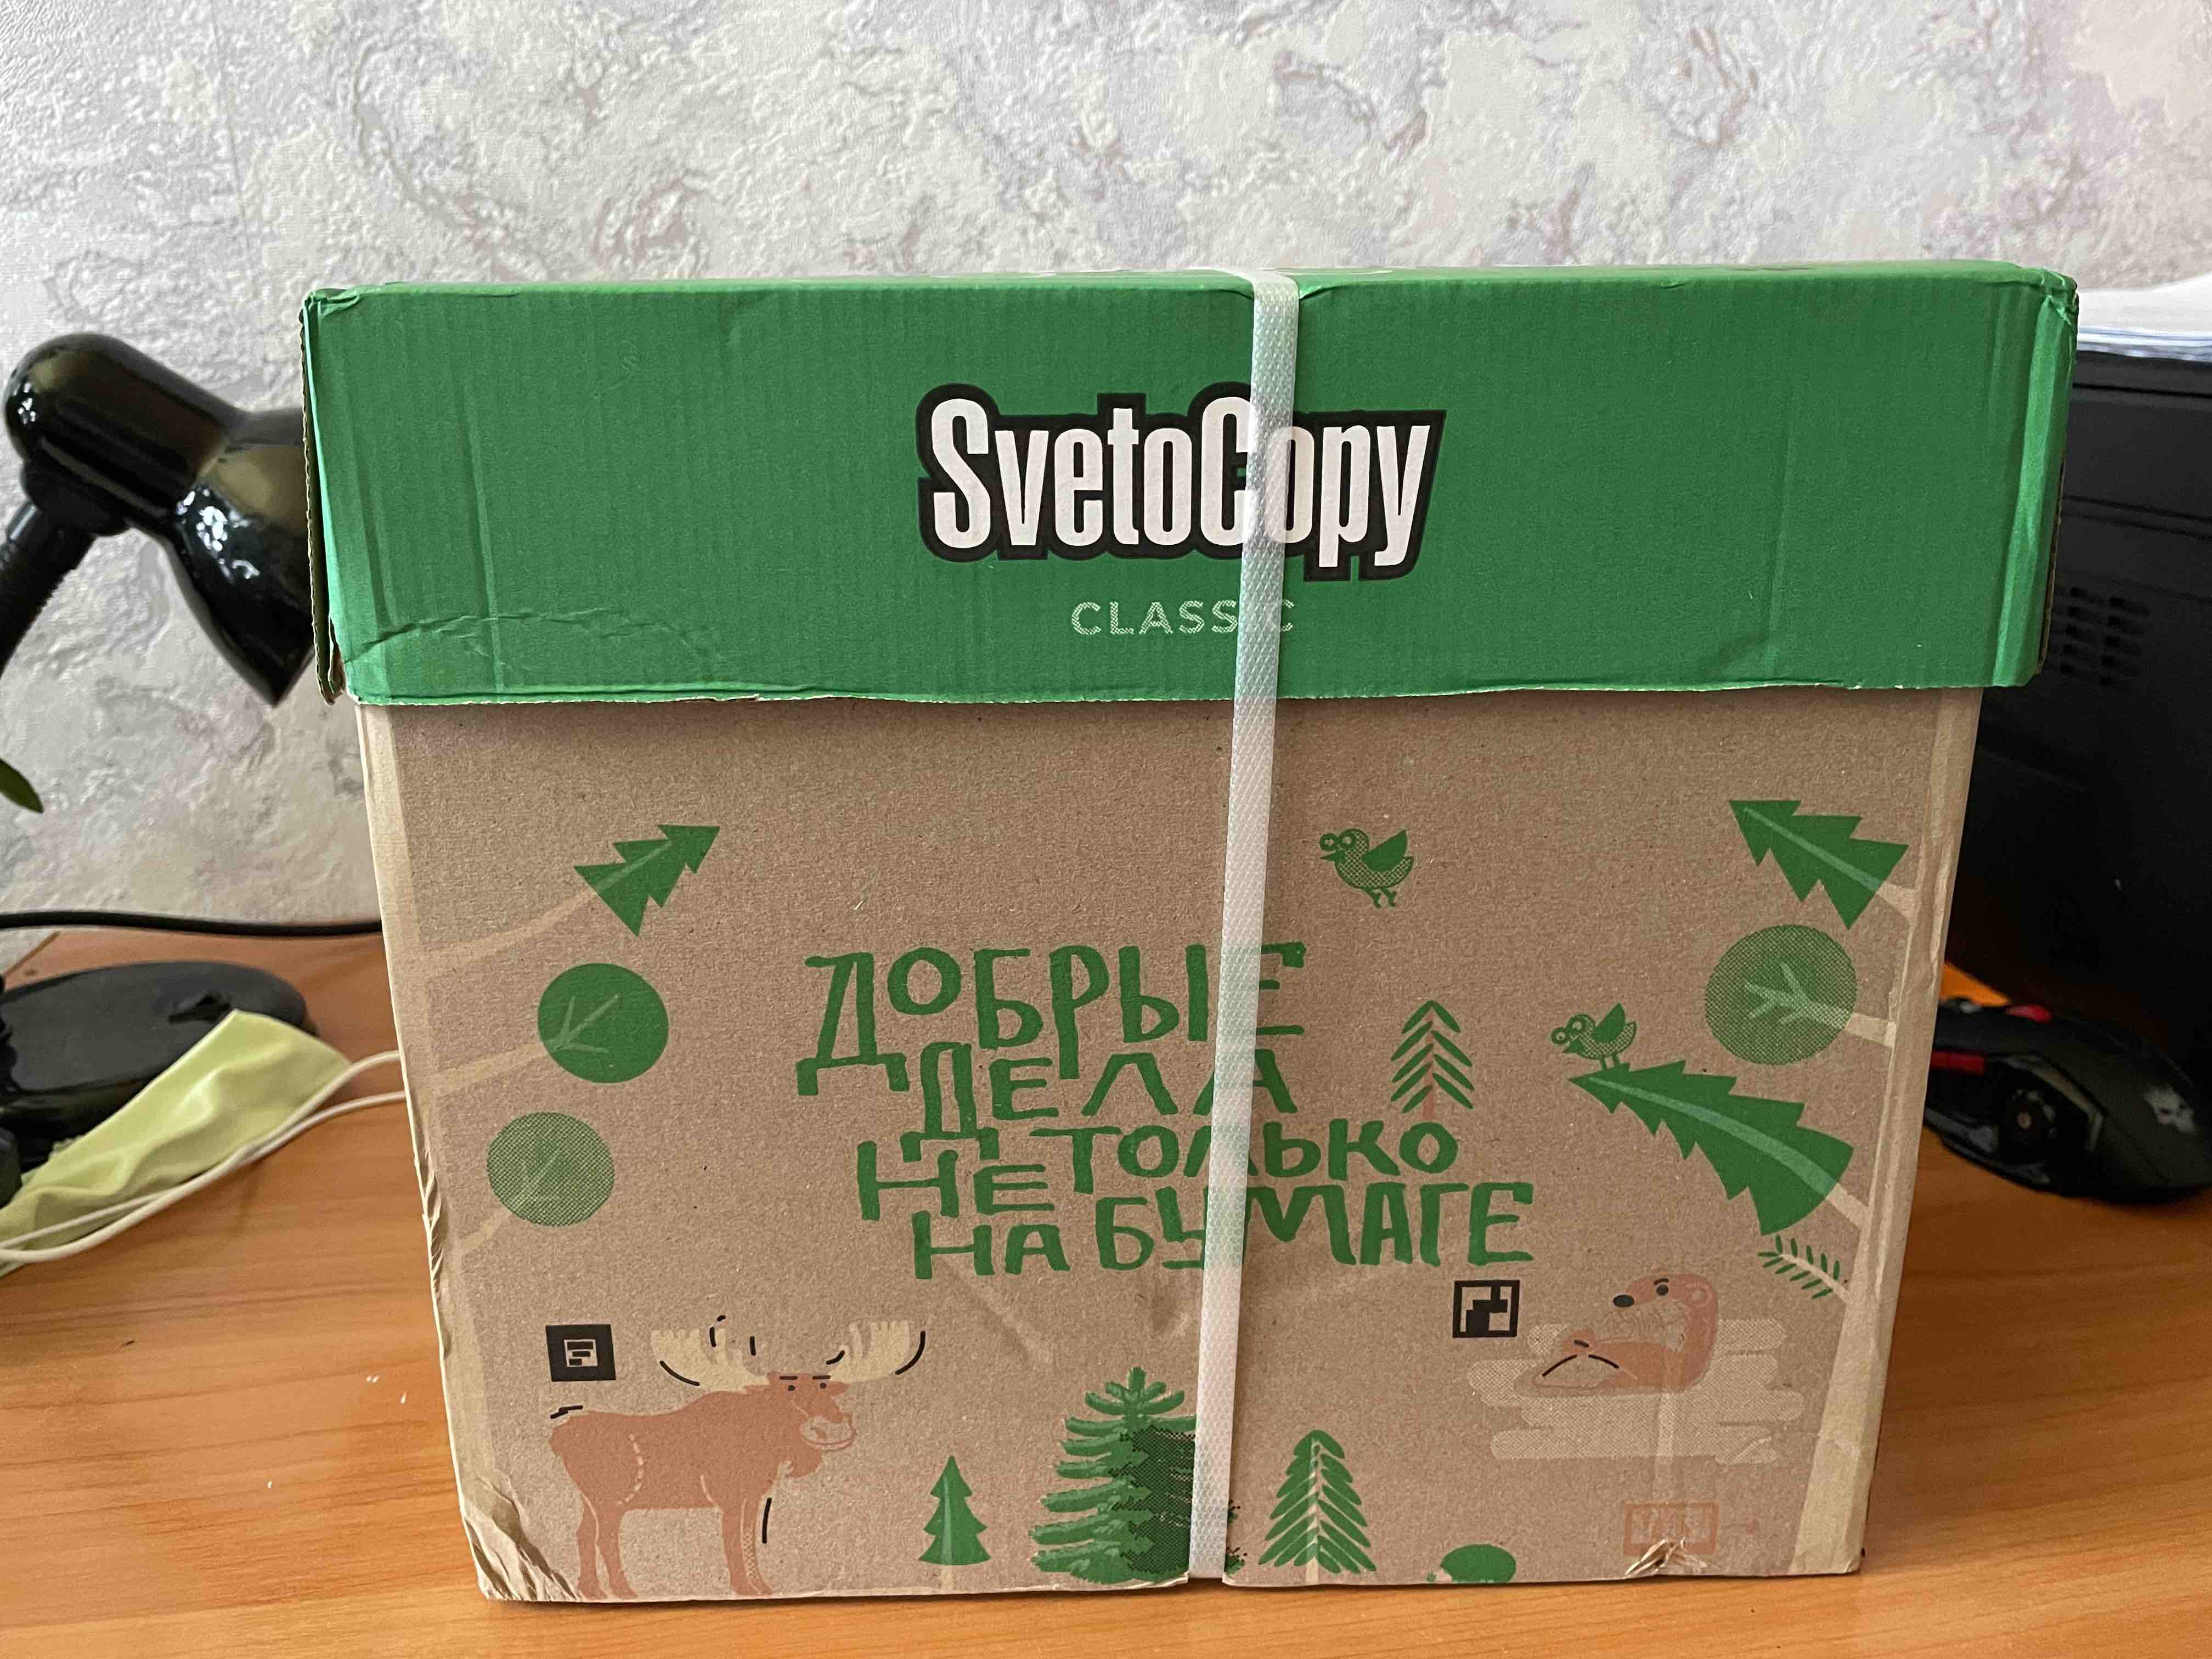 SvetoCopy
CLASSIC
ДОБРЫЕ
ДЕЛА
НЕ ТОЛЬКО
НА БУМАГЕ